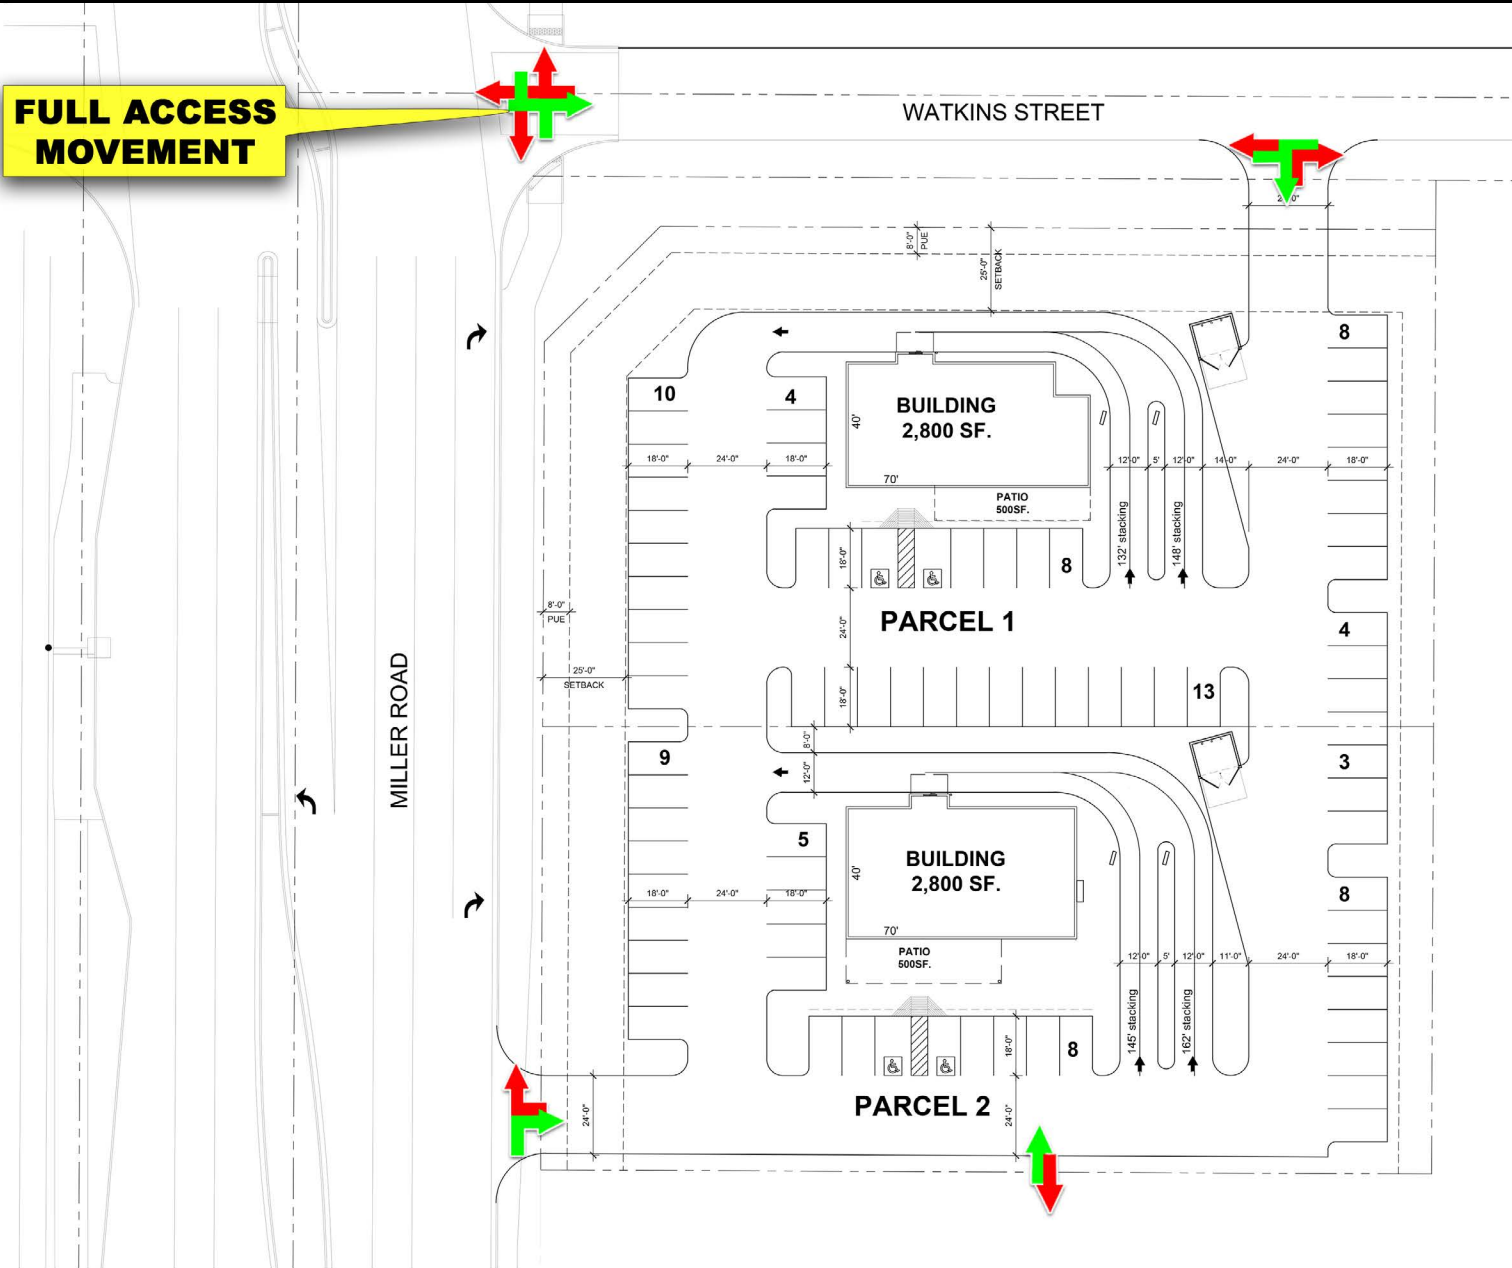 FULL ACCESS
MOVEMENT
WATKINS STREET
8'-0"
PUE
25'-0"
SETBACK
8
10
4
BUILDING
2,800 SF.
40'
70'
18'-0"
24'-0"
18'-0"
12'-0"
5'
12'-0"
14'-0"
24'-0"
18'-0"
PATIO
500SF.
132' stacking
148' stacking
18'-0"
8
8'-0"
PUE
24'-0"
PARCEL 1
4
25'-0"
SETBACK
MILLER ROAD
18'-0"
13
8'-0"
9
12'-0"
3
5
BUILDING
2,800 SF.
40'
70'
18'-0"
24'-0"
18'-0"
8
PATIO
500SF.
12'-0"
5'
12'-0"
11'-0"
24'-0"
18'-0"
145' stacking
162' stacking
18'-0"
8
24'-0"
PARCEL 2
24'-0"